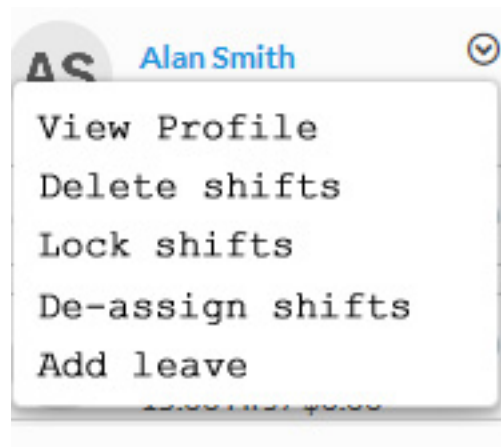 AS
Alan Smith
View Profile
Delete shifts
Lock shifts
De-assign shifts
Add leave